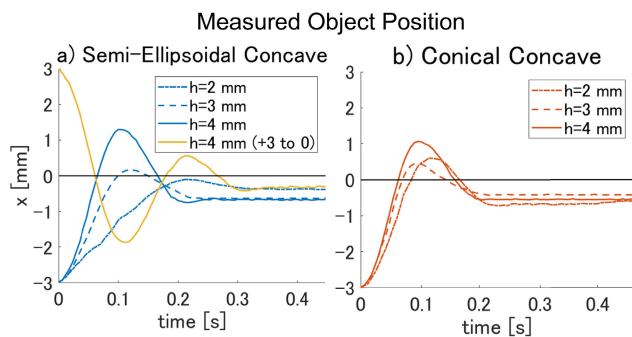 Measured Object Position
a) Semi-Ellipsoidal Concave
b) Conical Concave
x [mm]
3
2
1
0
-1
-2
-3
h=2 mm
h=3 mm
h=4 mm
h=4 mm (+3 to 0)
0
0.1
0.2
0.3
0.4
time [s]
3
2
1
0
-1
-2
-3
h=2 mm
h=3 mm
h=4 mm
0
0.1
0.2
0.3
0.4
time [s]